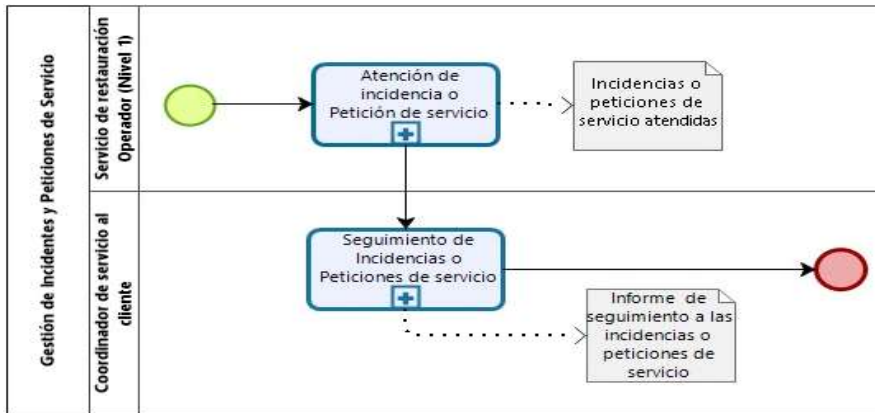 Gestión de Incidentes y Peticiones de Servicio
Servicio de restauración
Operador (Nivel 1)
Atención de
incidencia o
Petición de servicio
Incidencias o
peticiones de
servicio atendidas
Coordinador de servicio al
cliente
Seguimiento de
Incidencias o
Peticiones de servicio
Informe de
seguimiento a las
incidencias o
peticiones de
servicio